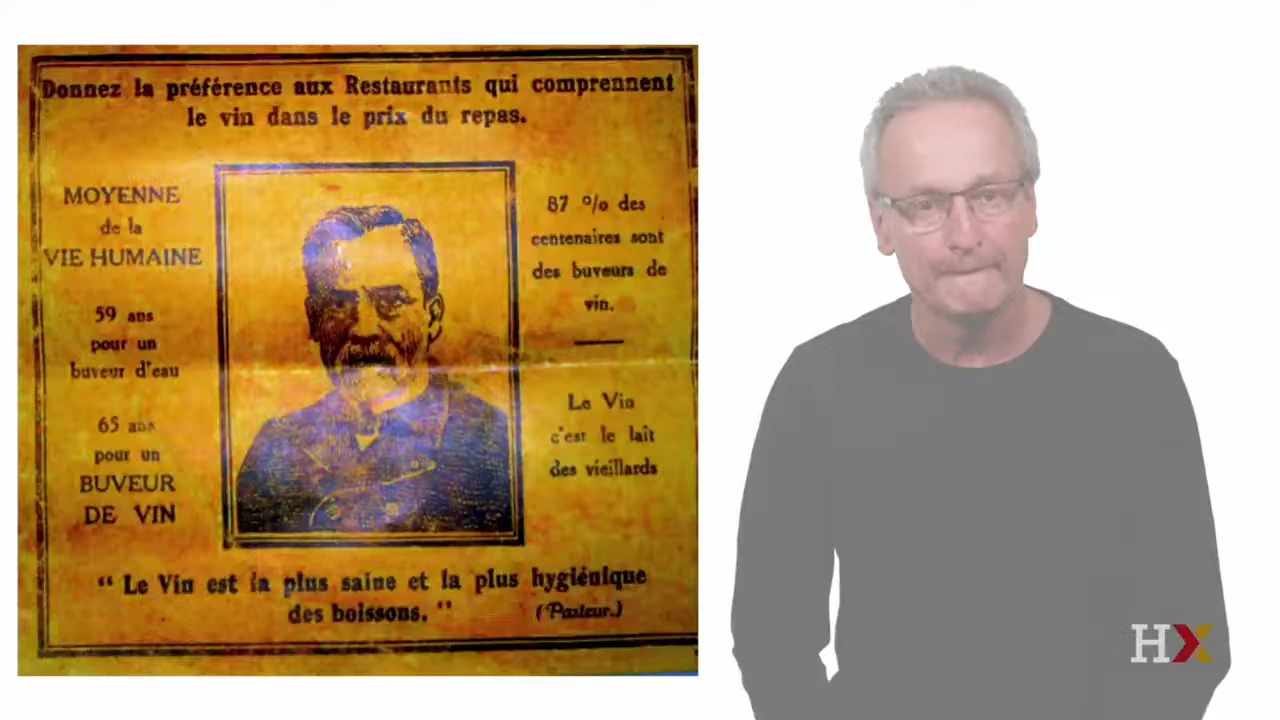 Donnez la préférence aux Restaurants qui comprennent
le vin dans le prix du repas.
MOYENNE
de la
VIE HUMAINE
59 ans
pour un
buveur d'eau
65 ans
pour un
BUVEUR
DE VIN
87 % des
centenaires sont
des buveurs de
vin.
Le Vin
c'est le lait
des vieillards
“ Le Vin est la plus saine et la plus hygiénique
des boissons. ” (Pasteur.)
HX